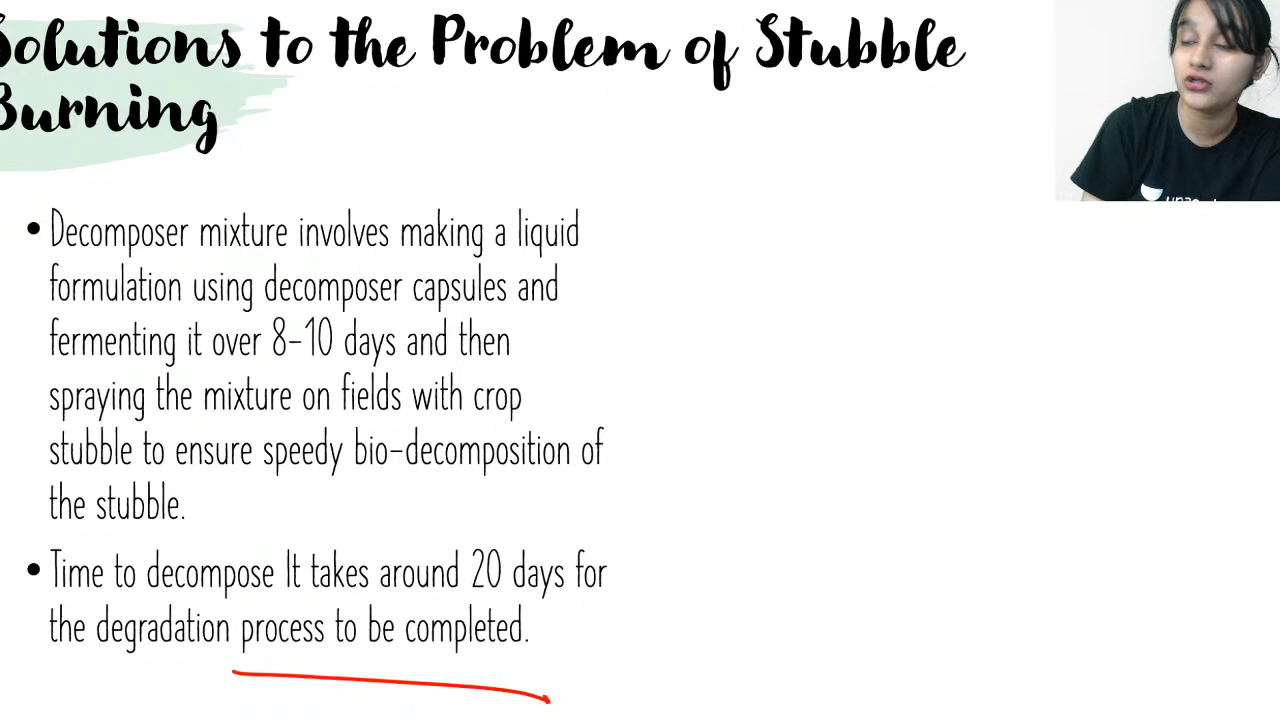 Solutions to the Problem of Stubble
Burning
• Decomposer mixture involves making a liquid
formulation using decomposer capsules and
fermenting it over 8-10 days and then
spraying the mixture on fields with crop
stubble to ensure speedy bio-decomposition of
the stubble.
• Time to decompose It takes around 20 days for
the degradation process to be completed.